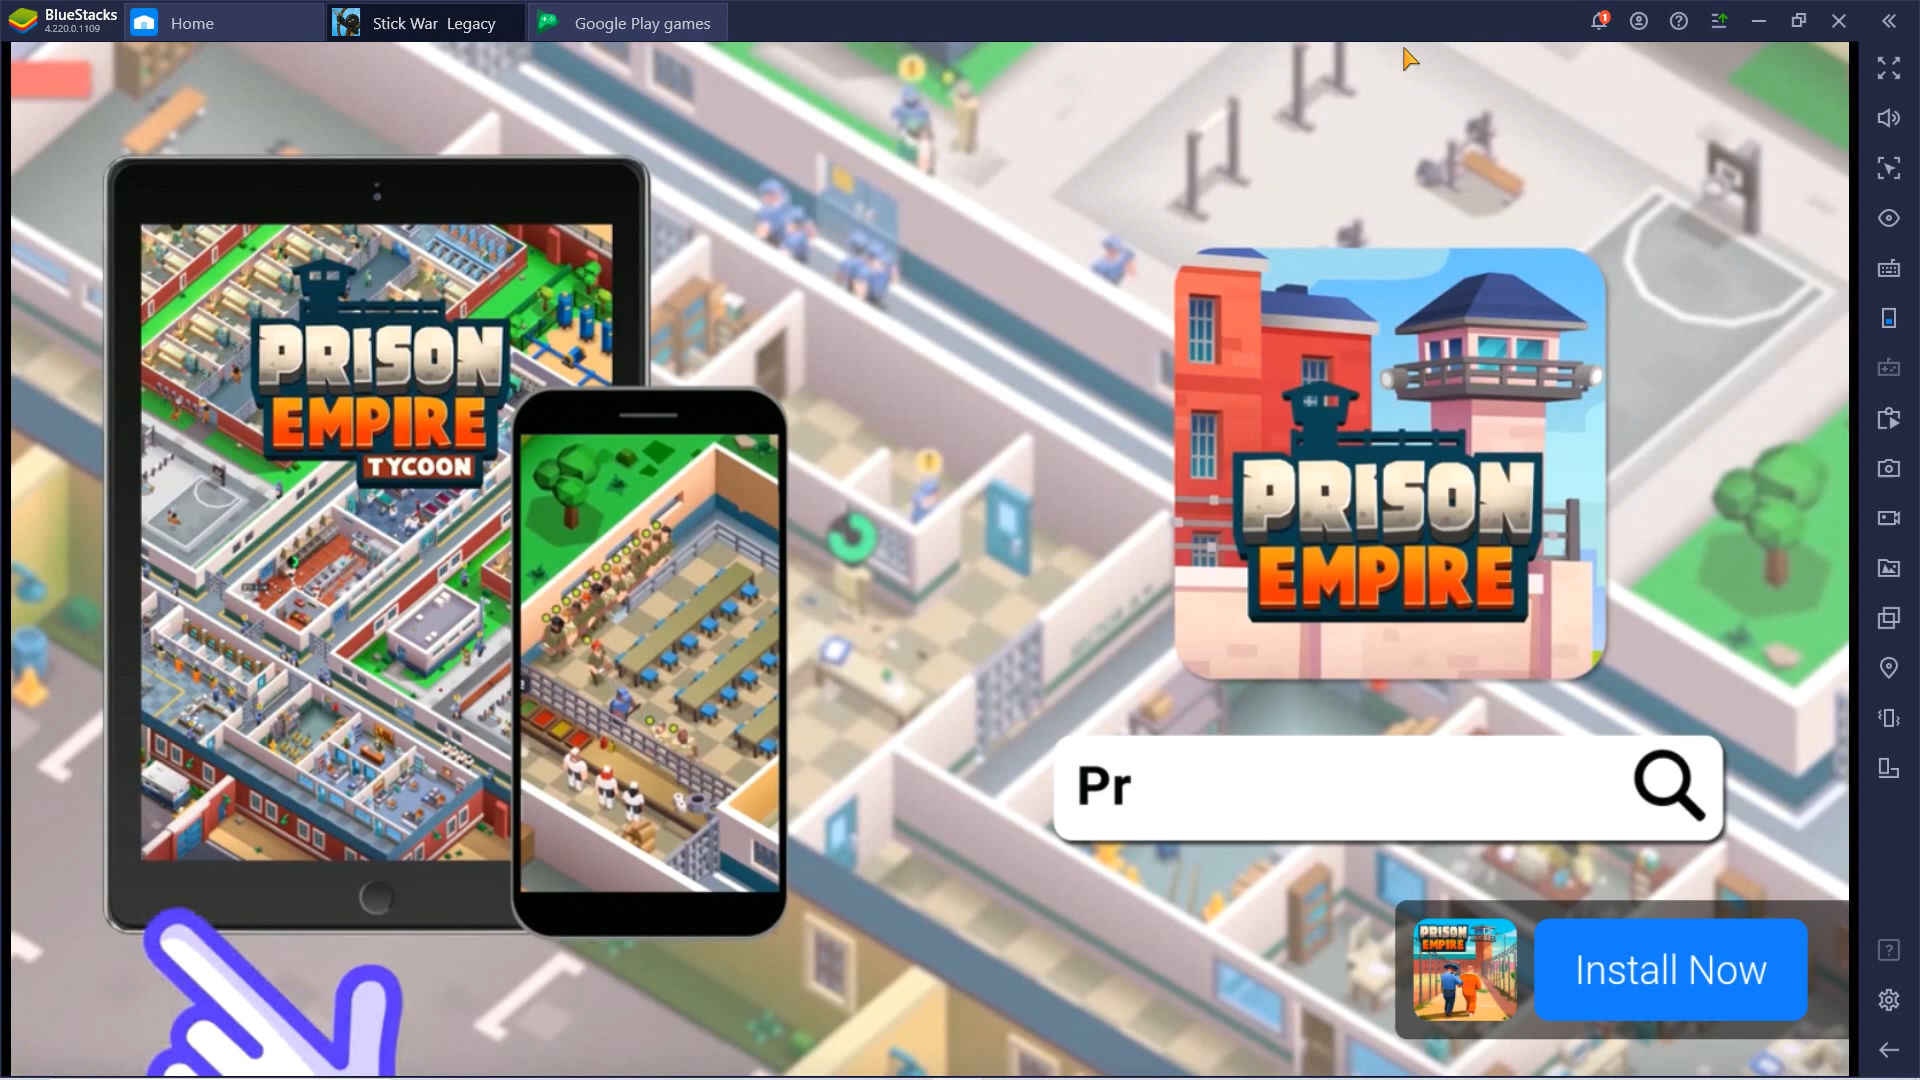 BlueStacks
4.220.0.1109
Home
Stick War Legacy
Google Play games
1
PRISON
EMPIRE
TYCOON
PRISON
EMPIRE
Pr
PRISON
EMPIRE
Install Now